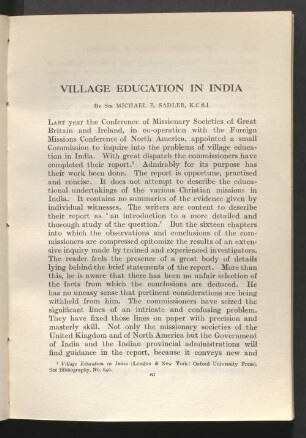 VILLAGE EDUCATION IN INDIA
By Sir MICHAEL E. SADLER, K.C.S.I.
Last year the Conference of Missionary Societies of Great
Britain and Ireland, in co-operation with the Foreign
Missions Conference of North America, appointed a small
Commission to inquire into the problems of village educa-
tion in India. With great dispatch the commissioners have
completed their report.¹ Admirably for its purpose has
their work been done. The report is opportune, practised
and concise. It does not attempt to describe the educa-
tional undertakings of the various Christian missions in
India. It contains no summaries of the evidence given by
individual witnesses. The writers are content to describe
their report as 'an introduction to a more detailed and
thorough study of the question.' But the sixteen chapters
into which the observations and conclusions of the com-
missioners are compressed epitomize the results of an exten-
sive inquiry made by trained and experienced investigators.
The reader feels the presence of a great body of details
lying behind the brief statements of the report. More than
this, he is aware that there has been no unfair selection of
the facts from which the conclusions are deduced. He
has no uneasy sense that pertinent considerations are being
withheld from him. The commissioners have seized the
significant lines of an intricate and confusing problem.
They have fixed those lines on paper with precision and
masterly skill. Not only the missionary societies of the
United Kingdom and of North America but the Government
of India and the Indian provincial administrations will
find guidance in the report, because it conveys new and
¹ Village Education in India (London & New York: Oxford University Press).
See Bibliography, No.